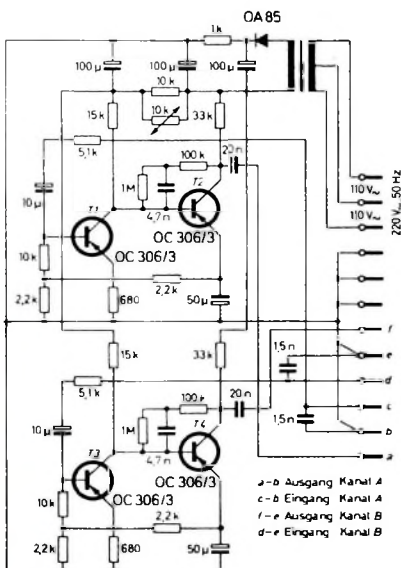 OA85
1k
100µ
100µ
100µ
10k
15k
10k
33k
5,1k
100k
20n
1M
T2
10µ
T1
4,7n
OC 306/3
OC 306/3
10k
2,2k
2,2k
680
50µ
110 V~
110 V~
220 V~ 50 Hz
15k
33k
f
1,5n
e
5,1k
d
100k
20n
c
10µ
1M
T4
1,5n
b
T3
4,7n
a
OC 306/3
OC 306/3
10k
2,2k
2,2k
680
50µ
a-b Ausgang Kanal A
c-b Eingang Kanal A
f-e Ausgang Kanal B
d-e Eingang Kanal B